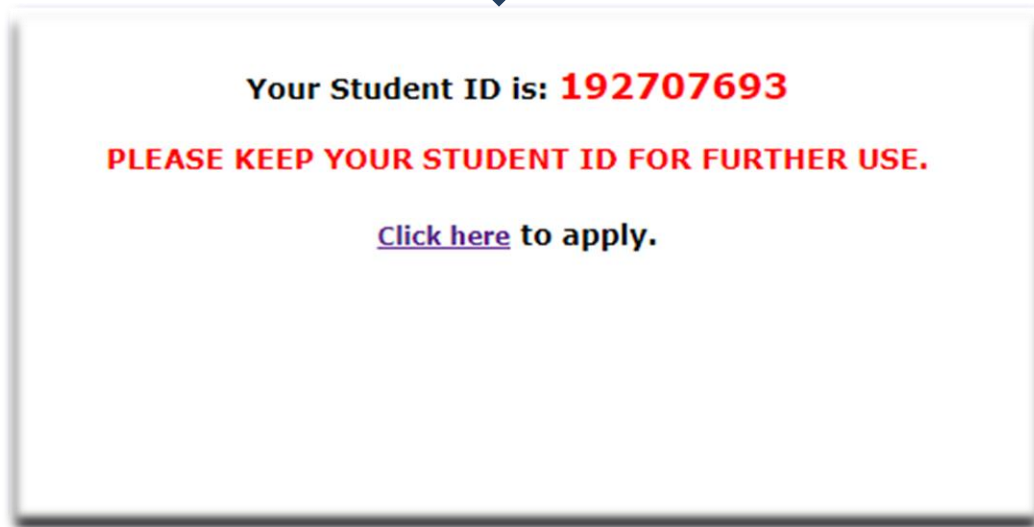 Your Student ID is: 192707693
PLEASE KEEP YOUR STUDENT ID FOR FURTHER USE.
Click here to apply.